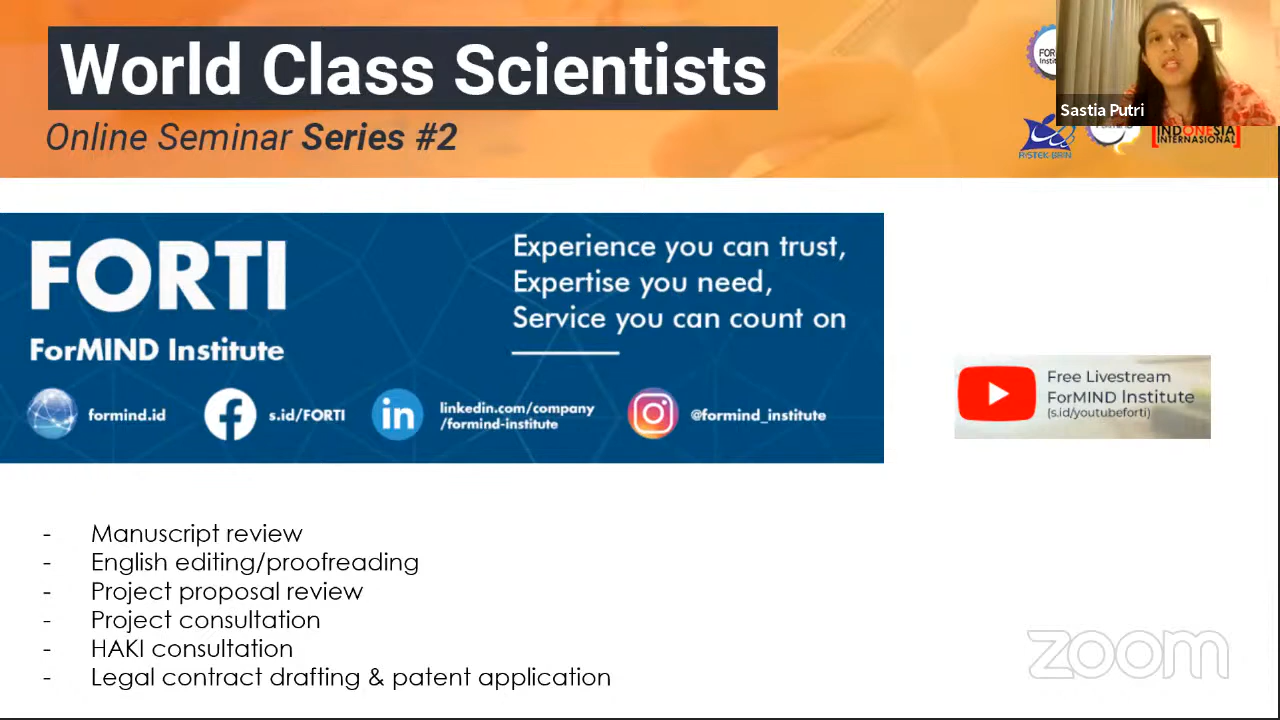 World Class Scientists
Online Seminar Series #2
Sastia Putri
RISTEK-BRIN
[INDONESIA
INTERNASIONAL]
FORTI
ForMIND Institute
Experience you can trust,
Expertise you need,
Service you can count on
formind.id
s.id/FORTI
linkedin.com/company
/formind-institute
@formind_institute
Free Livestream
ForMIND Institute
(s.id/youtubeforti)
- Manuscript review
- English editing/proofreading
- Project proposal review
- Project consultation
- HAKI consultation
- Legal contract drafting & patent application
zoom